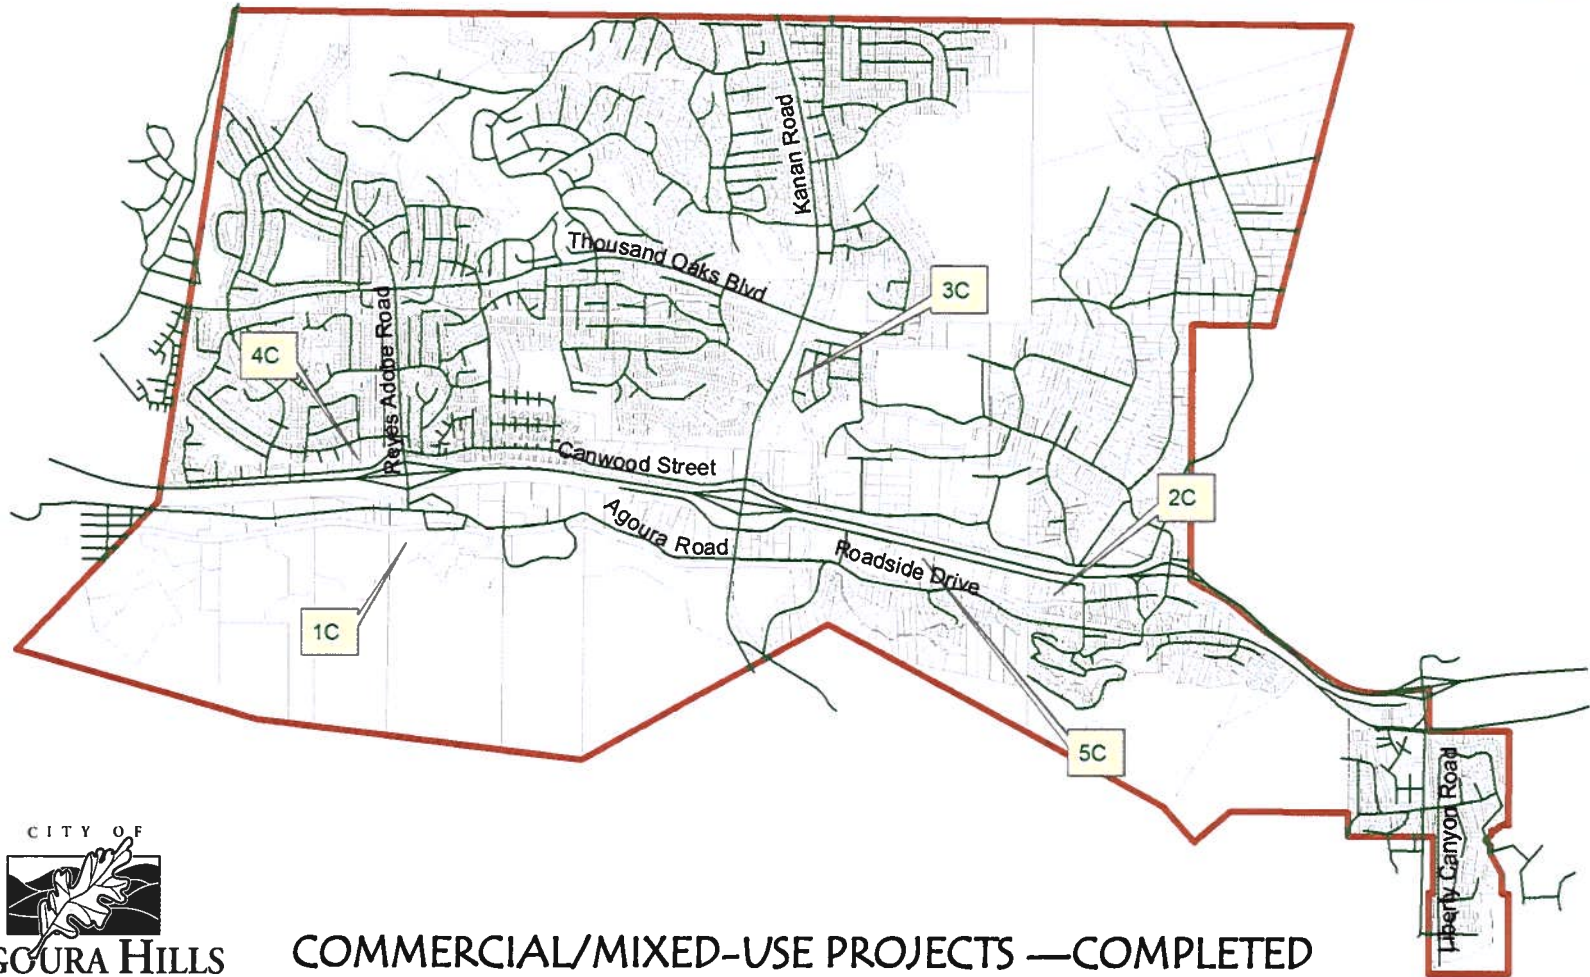 Kanan Road
Thousand Oaks Blvd
3C
4C
Reyes Adobe Road
Canwood Street
2C
Agoura Road
Roadside Drive
1C
5C
Liberty Canyon Road
CITY OF
GOURA HILLS
COMMERCIAL/MIXED-USE PROJECTS —COMPLETED